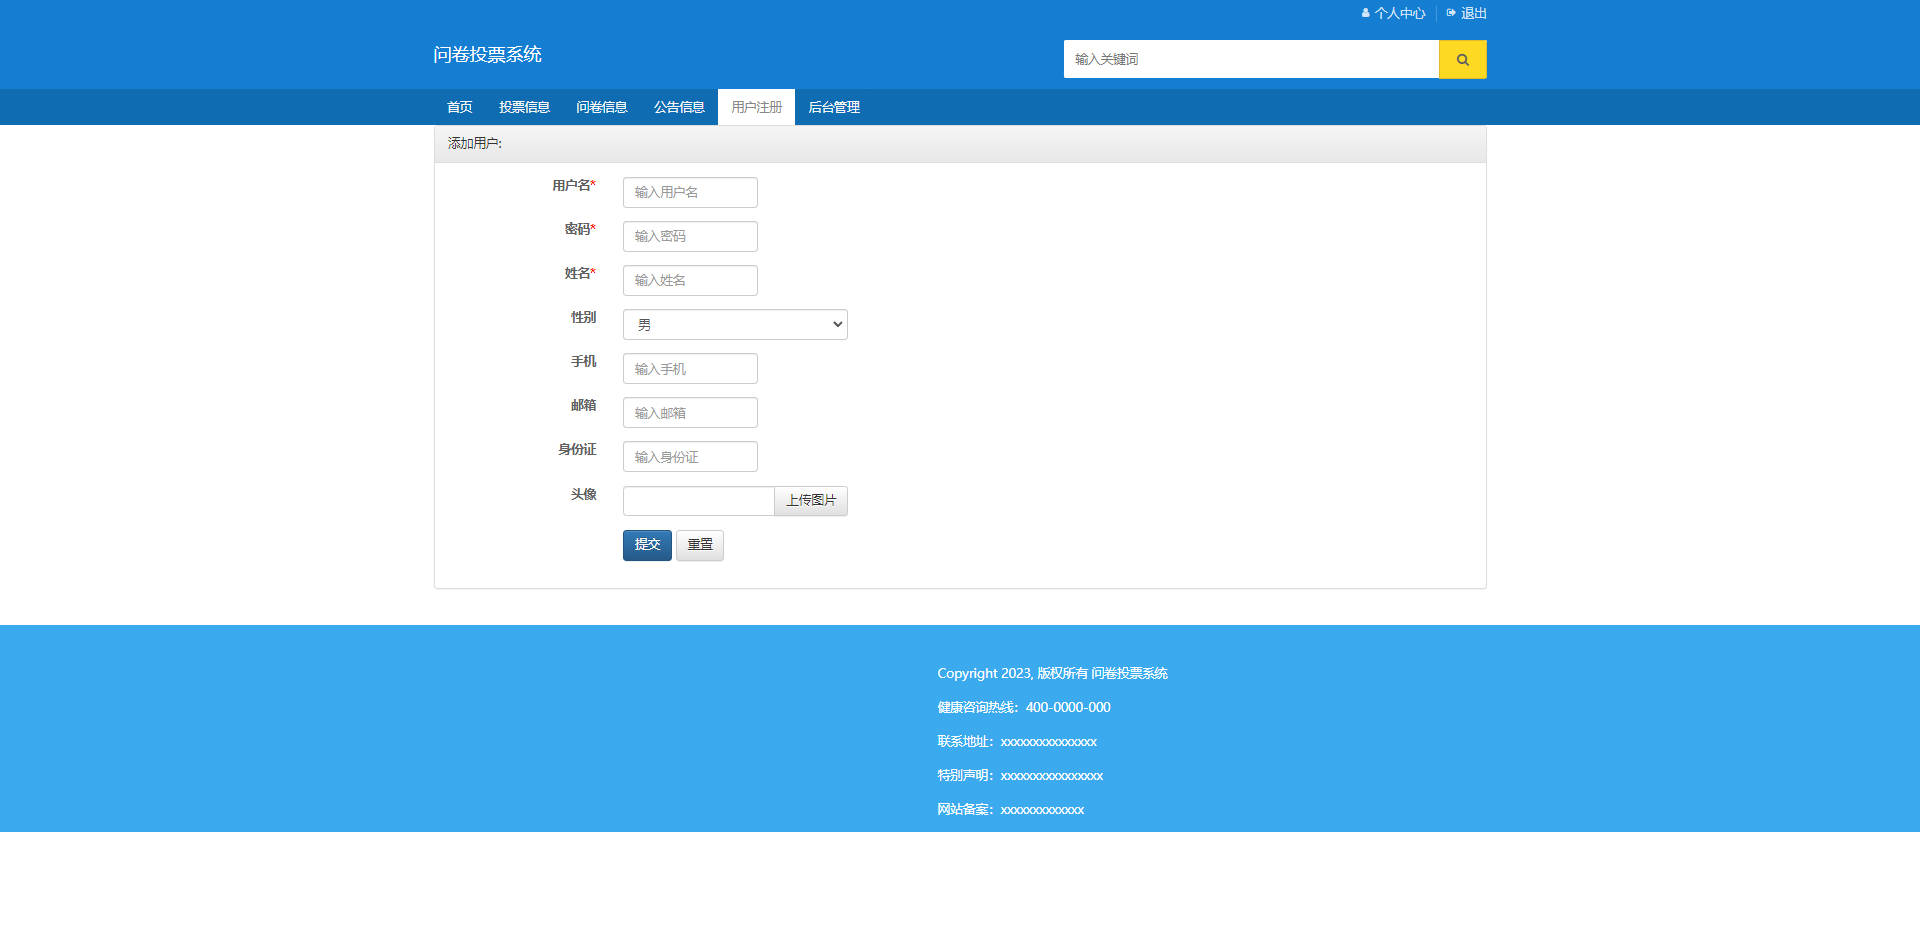 个人中心 退出
问卷投票系统
输入关键词
首页 投票信息 问卷信息 公告信息 用户注册 后台管理
添加用户:
用户名* 输入用户名
密码* 输入密码
姓名* 输入姓名
性别 男
手机 输入手机
邮箱 输入邮箱
身份证 输入身份证
头像 上传图片
提交 重置
Copyright 2023, 版权所有 问卷投票系统
健康咨询热线：400-0000-000
联系地址：xxxxxxxxxxxxxxx
特别声明：xxxxxxxxxxxxxxxx
网站备案：xxxxxxxxxxxxx